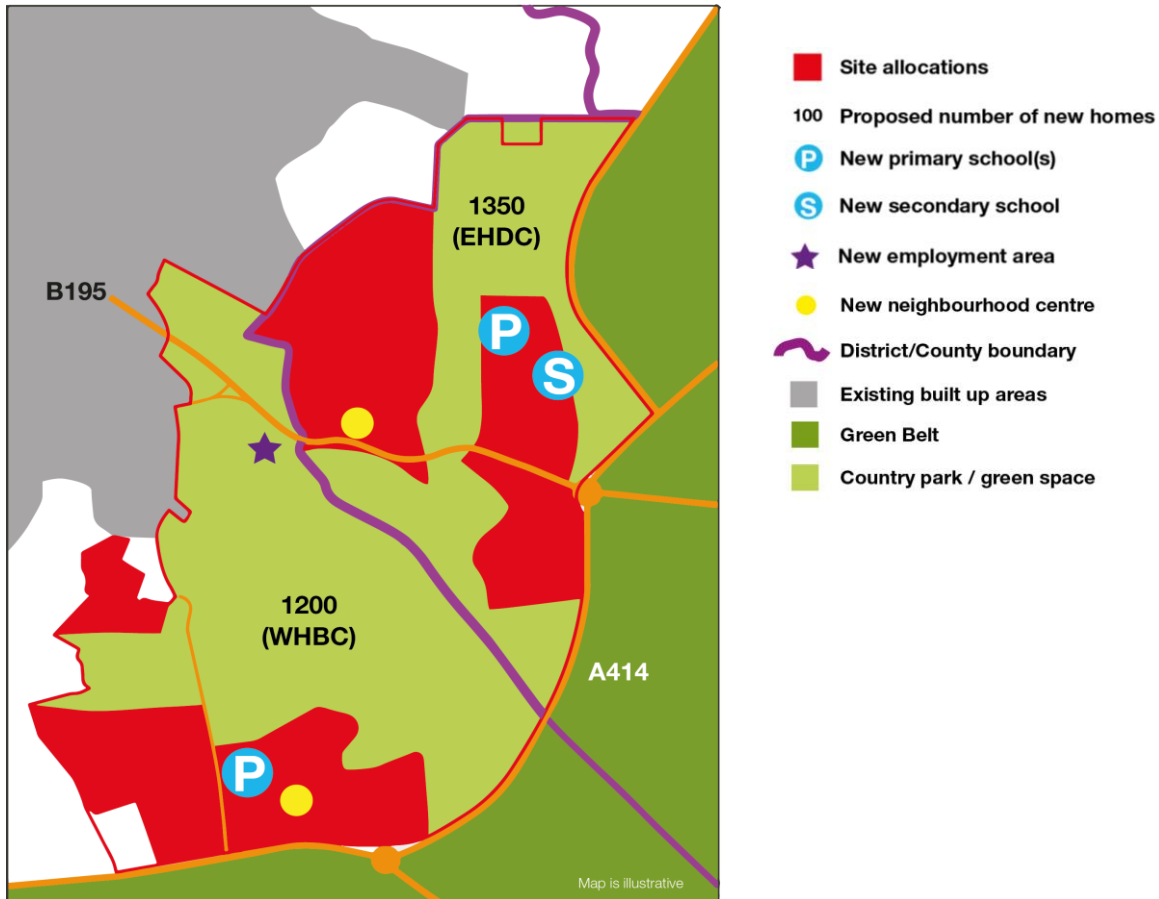 1350
(EHDC)
B195
P
S
1200
(WHBC)
A414
P
Map is illustrative
Site allocations
100 Proposed number of new homes
P New primary school(s)
S New secondary school
New employment area
New neighbourhood centre
District/County boundary
Existing built up areas
Green Belt
Country park / green space